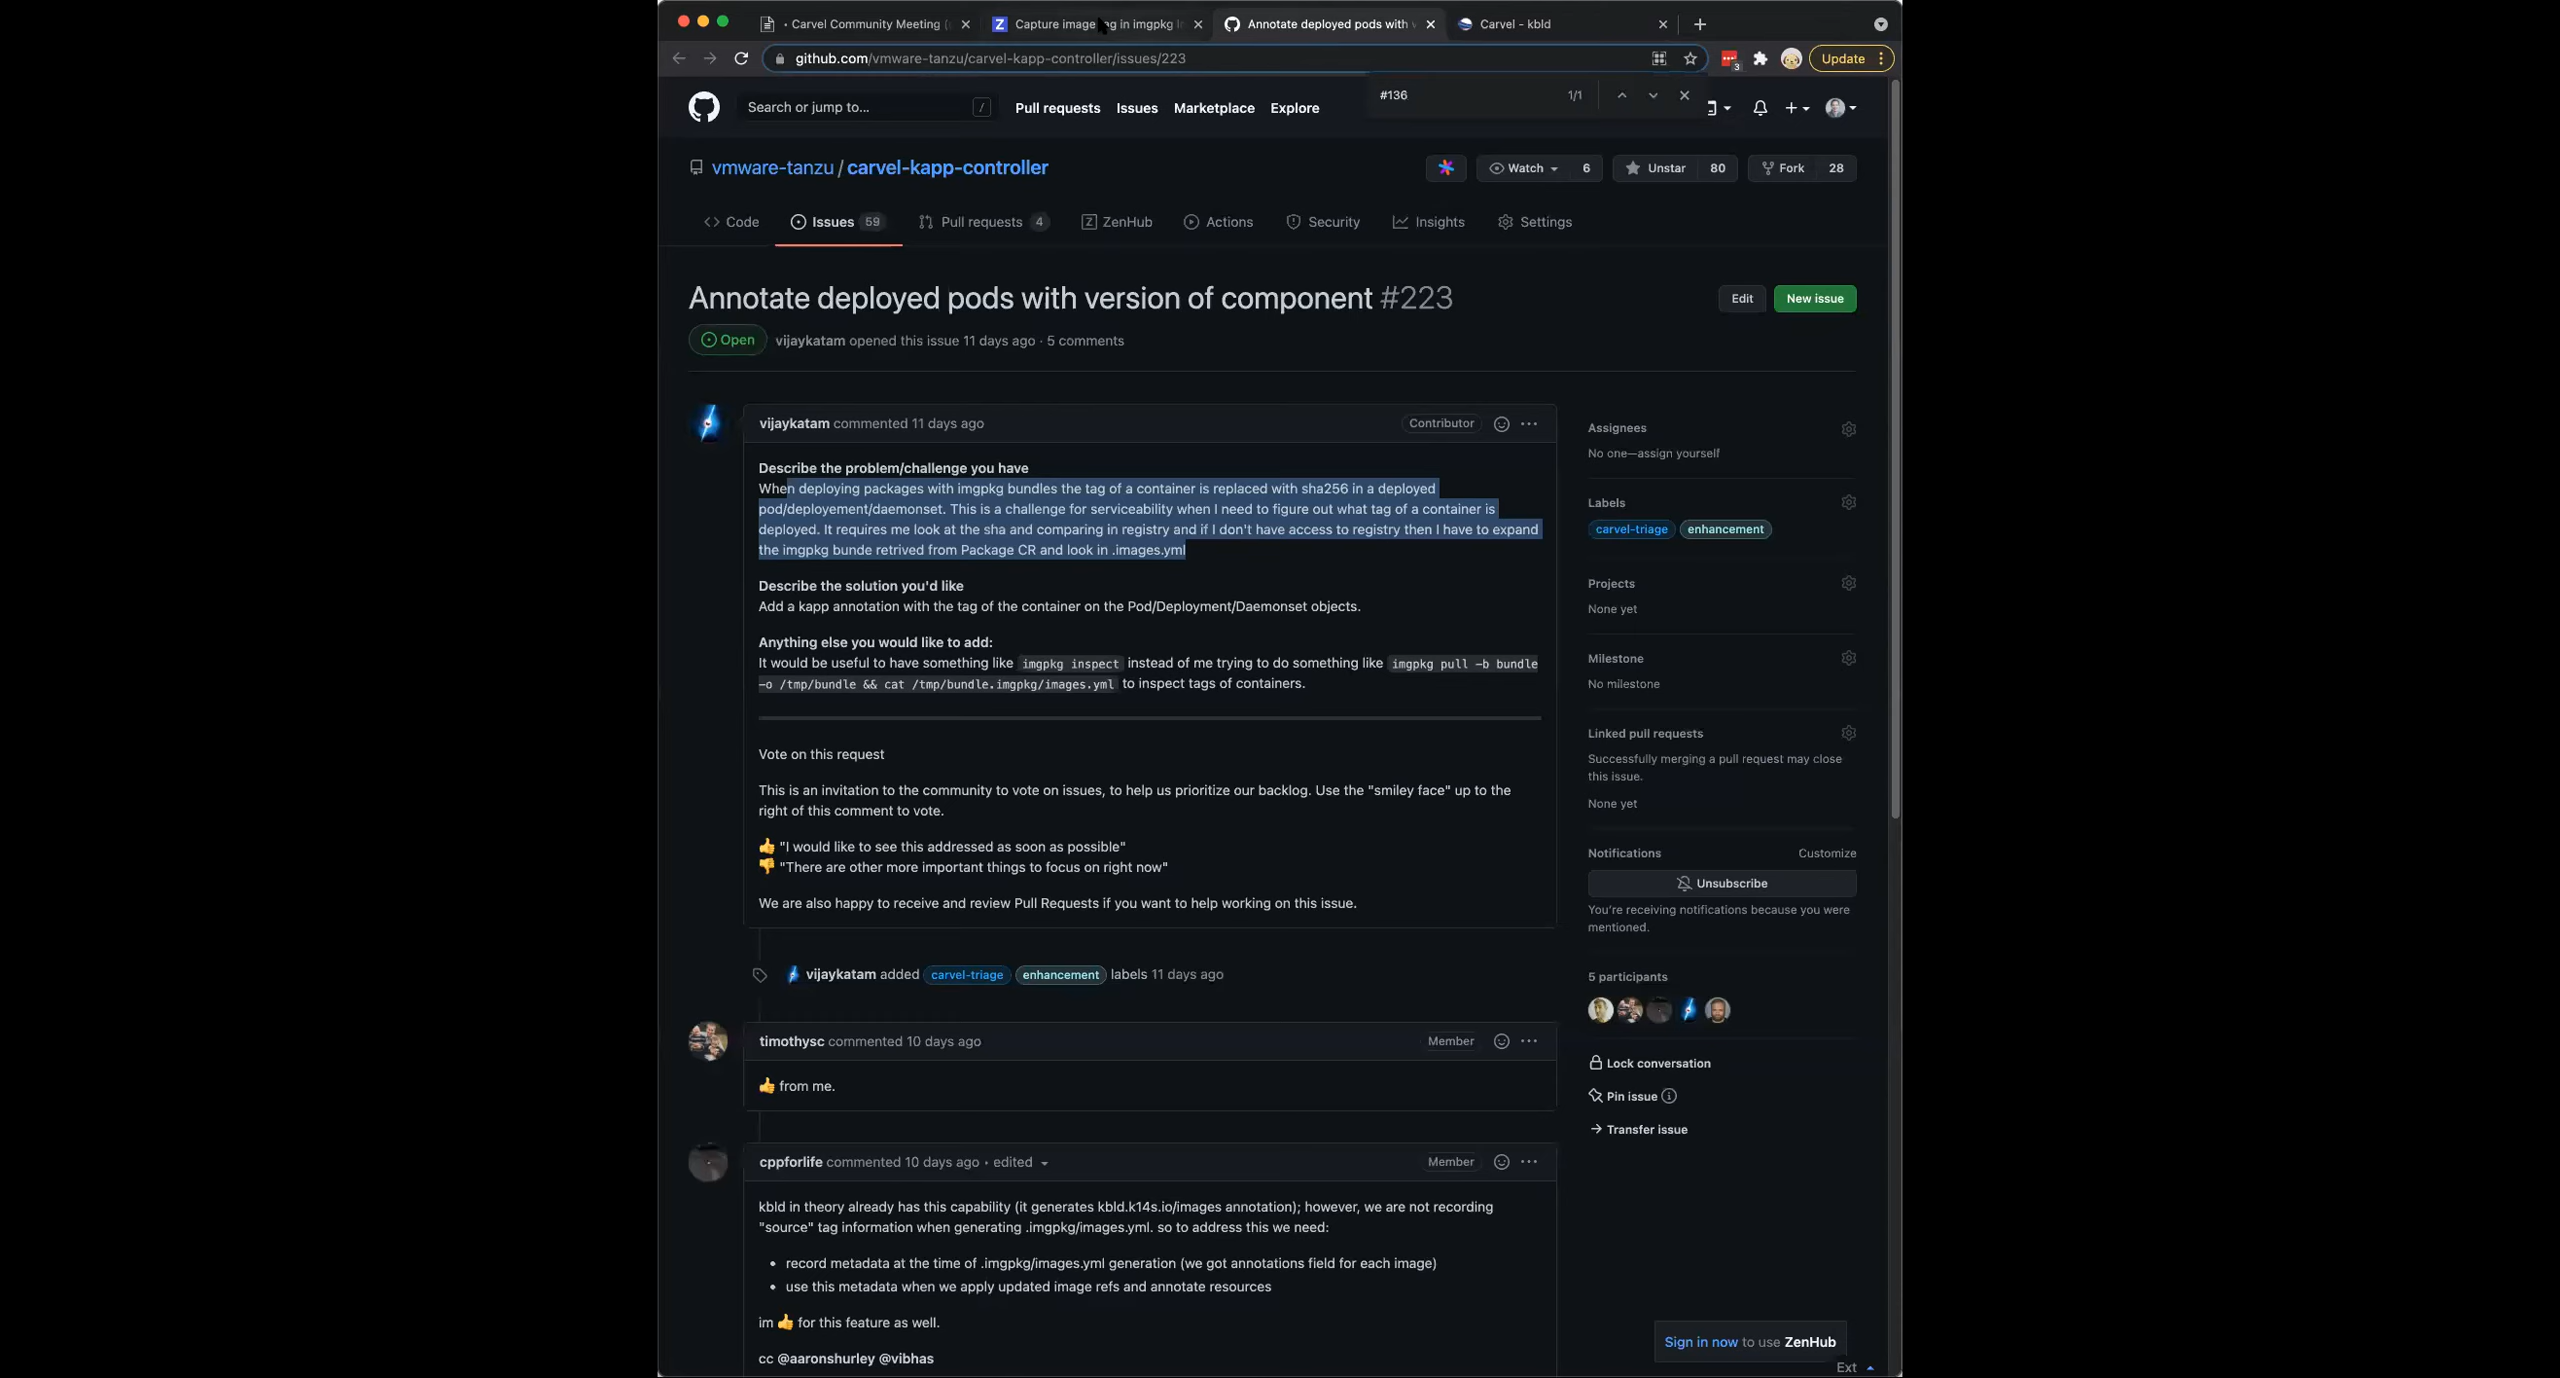 · Carvel Community Meeting (
Capture image tag in imgpkg l
Annotate deployed pods with
Carvel - kbld
github.com/vmware-tanzu/carvel-kapp-controller/issues/223
3
Update
Search or jump to...
/
Pull requests
Issues
Marketplace
Explore
#136
1/1
vmware-tanzu / carvel-kapp-controller
Watch 6
Unstar 80
Fork 28
Code
Issues 59
Pull requests 4
ZenHub
Actions
Security
Insights
Settings
Annotate deployed pods with version of component #223
Edit
New issue
Open
vijaykatam opened this issue 11 days ago · 5 comments
vijaykatam commented 11 days ago
Contributor
Describe the problem/challenge you have
When deploying packages with imgpkg bundles the tag of a container is replaced with sha256 in a deployed
pod/deployement/daemonset. This is a challenge for serviceability when I need to figure out what tag of a container is
deployed. It requires me look at the sha and comparing in registry and if I don't have access to registry then I have to expand
the imgpkg bunde retrived from Package CR and look in .images.yml
Describe the solution you'd like
Add a kapp annotation with the tag of the container on the Pod/Deployment/Daemonset objects.
Anything else you would like to add:
It would be useful to have something like imgpkg inspect instead of me trying to do something like imgpkg pull -b bundle
-o /tmp/bundle && cat /tmp/bundle.imgpkg/images.yml to inspect tags of containers.
Vote on this request
This is an invitation to the community to vote on issues, to help us prioritize our backlog. Use the "smiley face" up to the
right of this comment to vote.
👍 "I would like to see this addressed as soon as possible"
👎 "There are other more important things to focus on right now"
We are also happy to receive and review Pull Requests if you want to help working on this issue.
vijaykatam added carvel-triage enhancement labels 11 days ago
timothysc commented 10 days ago
Member
👍 from me.
cppforlife commented 10 days ago · edited
Member
kbld in theory already has this capability (it generates kbld.k14s.io/images annotation); however, we are not recording
"source" tag information when generating .imgpkg/images.yml. so to address this we need:
• record metadata at the time of .imgpkg/images.yml generation (we got annotations field for each image)
• use this metadata when we apply updated image refs and annotate resources
im 👍 for this feature as well.
cc @aaronshurley @vibhas
Assignees
No one—assign yourself
Labels
carvel-triage
enhancement
Projects
None yet
Milestone
No milestone
Linked pull requests
Successfully merging a pull request may close
this issue.
None yet
Notifications
Customize
Unsubscribe
You're receiving notifications because you were
mentioned.
5 participants
Lock conversation
Pin issue
Transfer issue
Sign in now to use ZenHub
Ext